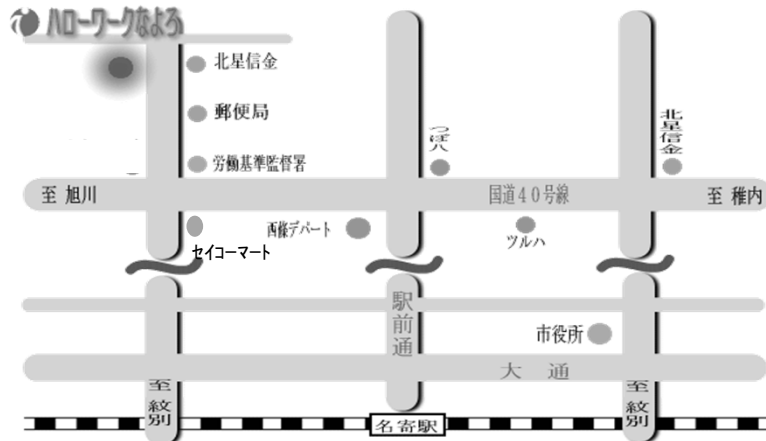 ハローワークなよろ
北星信金
郵便局
労働基準監督署
つぼ八
北星信金
至 旭川
国道40号線
至 稚内
セイコーマート
西條デパート
ツルハ
駅前通
市役所
大通
至紋別
至紋別
名寄駅